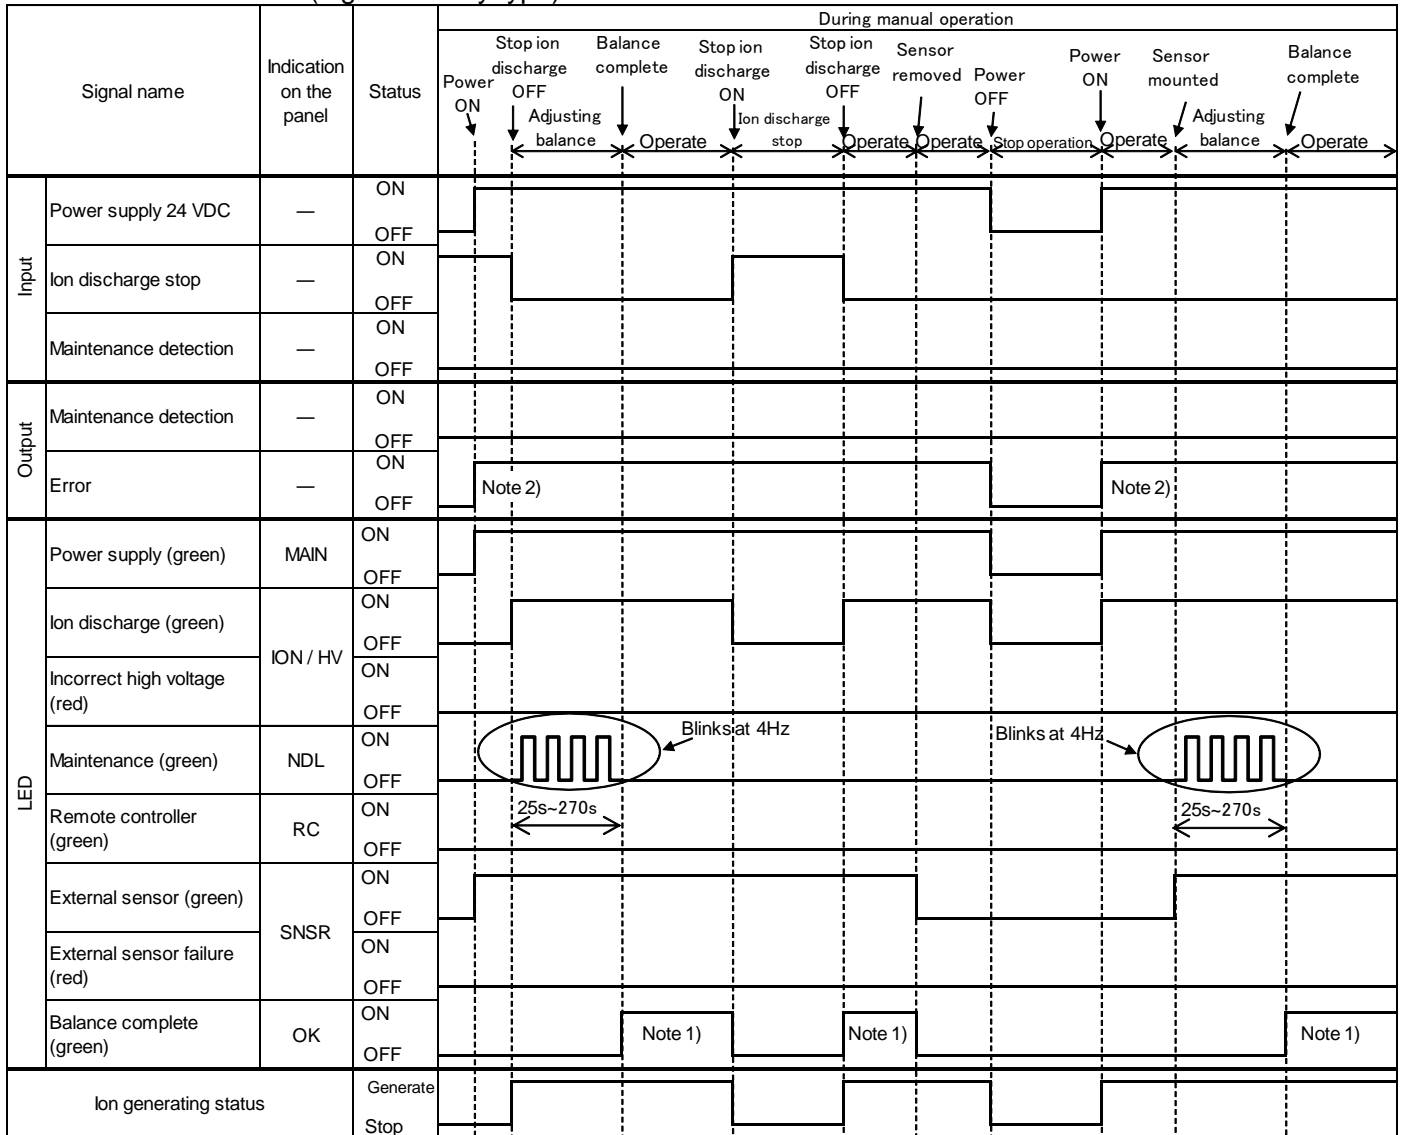 During manual operation
Signal name
Indication
on the
panel
Status
Power
ON
Stop ion
discharge
OFF
Adjusting
balance
Balance
complete
Operate
Stop ion
discharge
ON
Ion discharge
stop
Stop ion
discharge
OFF
Operate
Sensor
removed
Operate
Power
OFF
Stop operation
Power
ON
Operate
Sensor
mounted
Adjusting
balance
Balance
complete
Operate
Input
Power supply 24 VDC
—
ON
OFF
Ion discharge stop
—
ON
OFF
Maintenance detection
—
ON
OFF
Output
Maintenance detection
—
ON
OFF
Error
—
ON
OFF
Note 2)
Note 2)
LED
Power supply (green)
MAIN
ON
OFF
Ion discharge (green)
ION / HV
ON
OFF
Incorrect high voltage
(red)
ON
OFF
Maintenance (green)
NDL
ON
OFF
Blinks at 4Hz
Blinks at 4Hz
Remote controller
(green)
RC
ON
OFF
25s~270s
25s~270s
External sensor (green)
SNSR
ON
OFF
External sensor failure
(red)
ON
OFF
Balance complete
(green)
OK
ON
OFF
Note 1)
Note 1)
Note 1)
Ion generating status
Generate
Stop